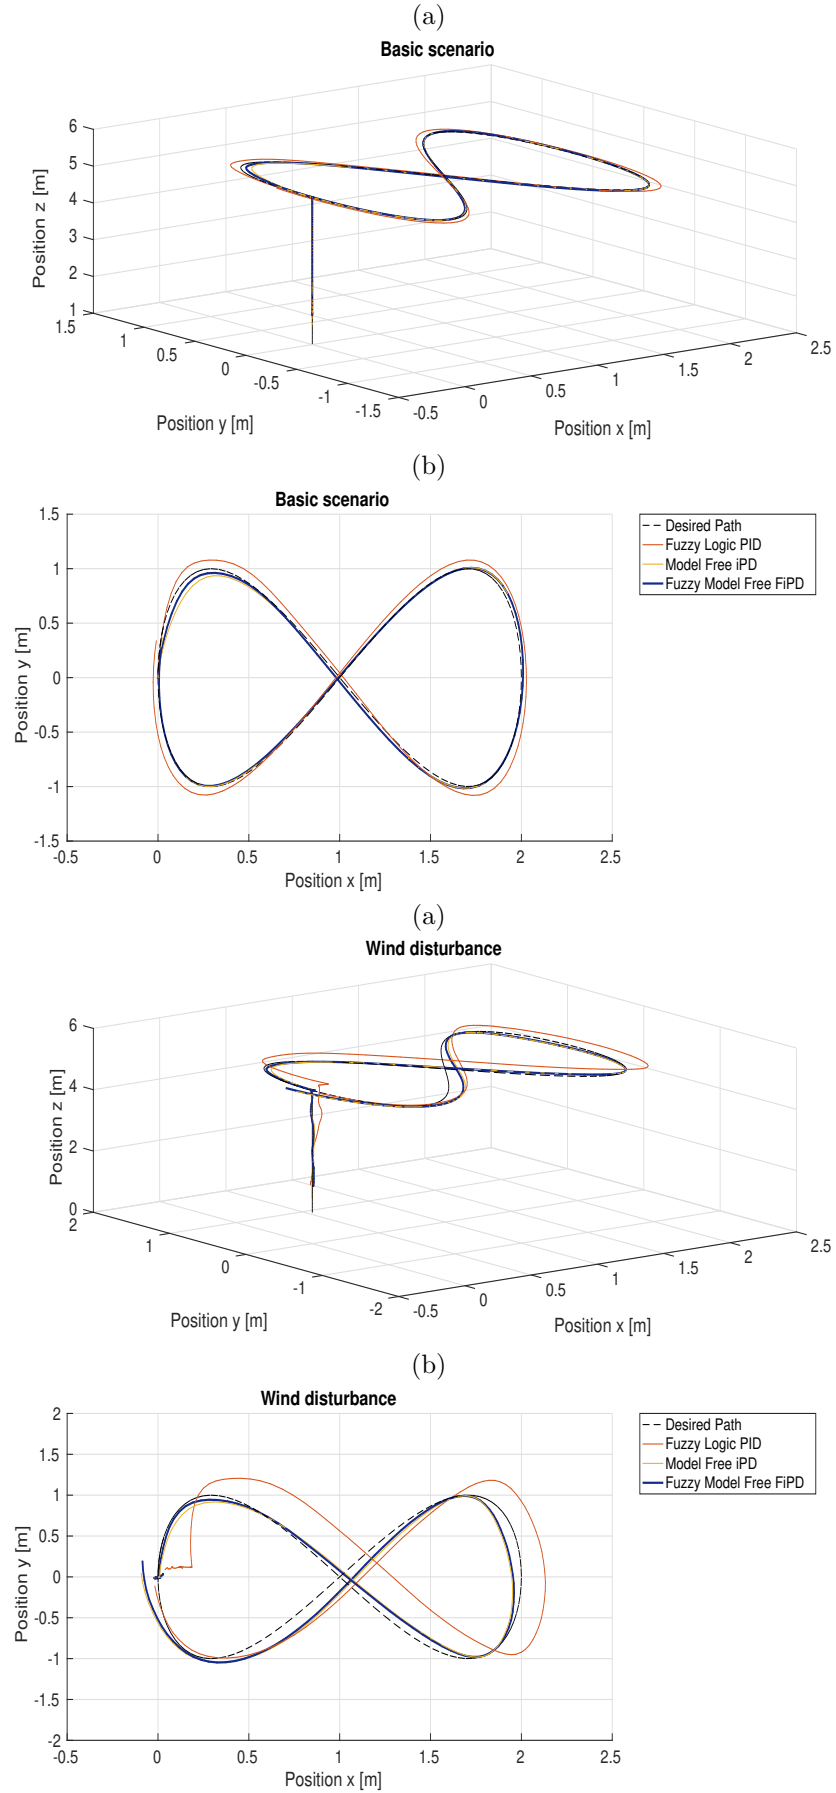 (a)
Basic scenario
6
5
4
3
2
1
Position z [m]
1.5
1
0.5
0
-0.5
-1
-1.5
Position y [m]
-0.5
0
0.5
1
1.5
2
2.5
Position x [m]
(b)
Basic scenario
1.5
1
0.5
0
-0.5
-1
-1.5
Position y [m]
-0.5
0
0.5
1
1.5
2
2.5
Position x [m]
Desired Path
Fuzzy Logic PID
Model Free iPD
Fuzzy Model Free FiPD
(a)
Wind disturbance
6
4
2
0
Position z [m]
2
1
0
-1
-2
Position y [m]
-0.5
0
0.5
1
1.5
2
2.5
Position x [m]
(b)
Wind disturbance
2
1.5
1
0.5
0
-0.5
-1
-1.5
-2
Position y [m]
-0.5
0
0.5
1
1.5
2
2.5
Position x [m]
Desired Path
Fuzzy Logic PID
Model Free iPD
Fuzzy Model Free FiPD